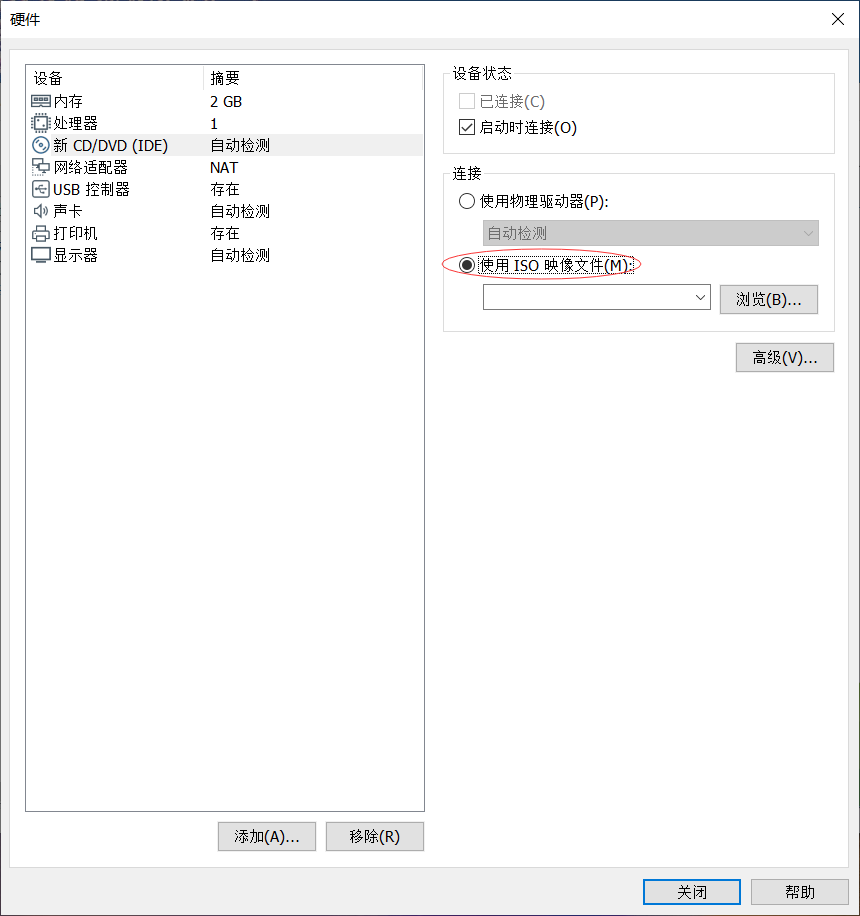 硬件
设备 摘要
内存 2 GB
处理器 1
新 CD/DVD (IDE) 自动检测
网络适配器 NAT
USB 控制器 存在
声卡 自动检测
打印机 存在
显示器 自动检测
添加(A)... 移除(R)
设备状态
已连接(C)
启动时连接(O)
连接
使用物理驱动器(P):
自动检测
使用 ISO 映像文件(M):
浏览(B)...
高级(V)...
关闭 帮助